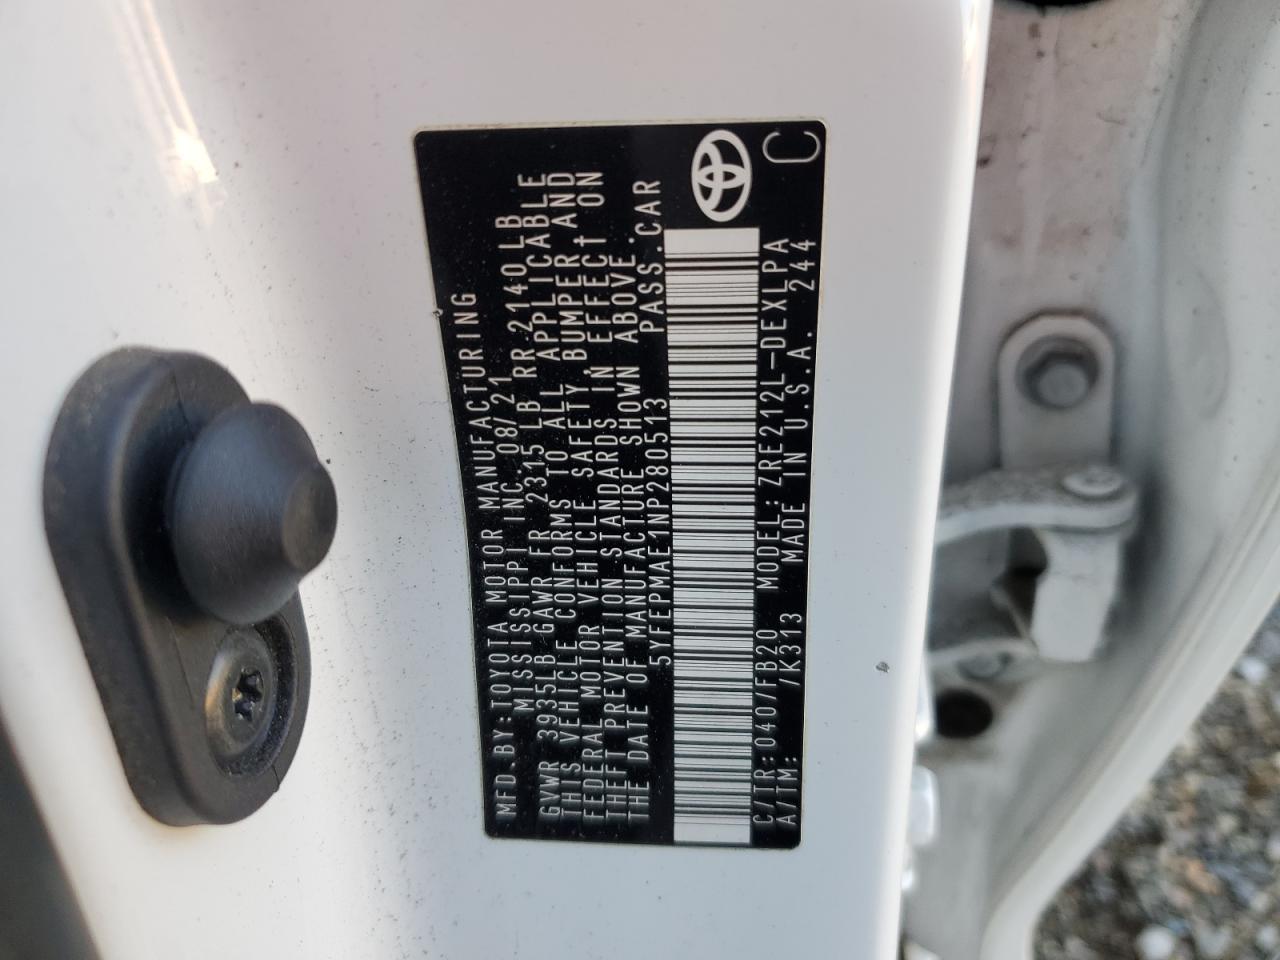 MFD.BY:TOYOTA MOTOR MANUFACTURING
MISSISSIPPI INC.08/21
GVWR 3935LB GAWR FR 2315 LB RR 2140LB
THIS VEHICLE CONFORMS TO ALL APPLICABLE
FEDERAL MOTOR VEHICLE SAFETY,BUMPER AND
THEFT PREVENTION STANDARDS IN EFFECT ON
THE DATE OF MANUFACTURE SHOWN ABOVE.
5YFEPMAE1NP280513 PASS.CAR
C/TR:040/FB20 MODEL:ZRE212L-DEXLPA
A/TM: /K313 MADE IN U.S.A. 244
C